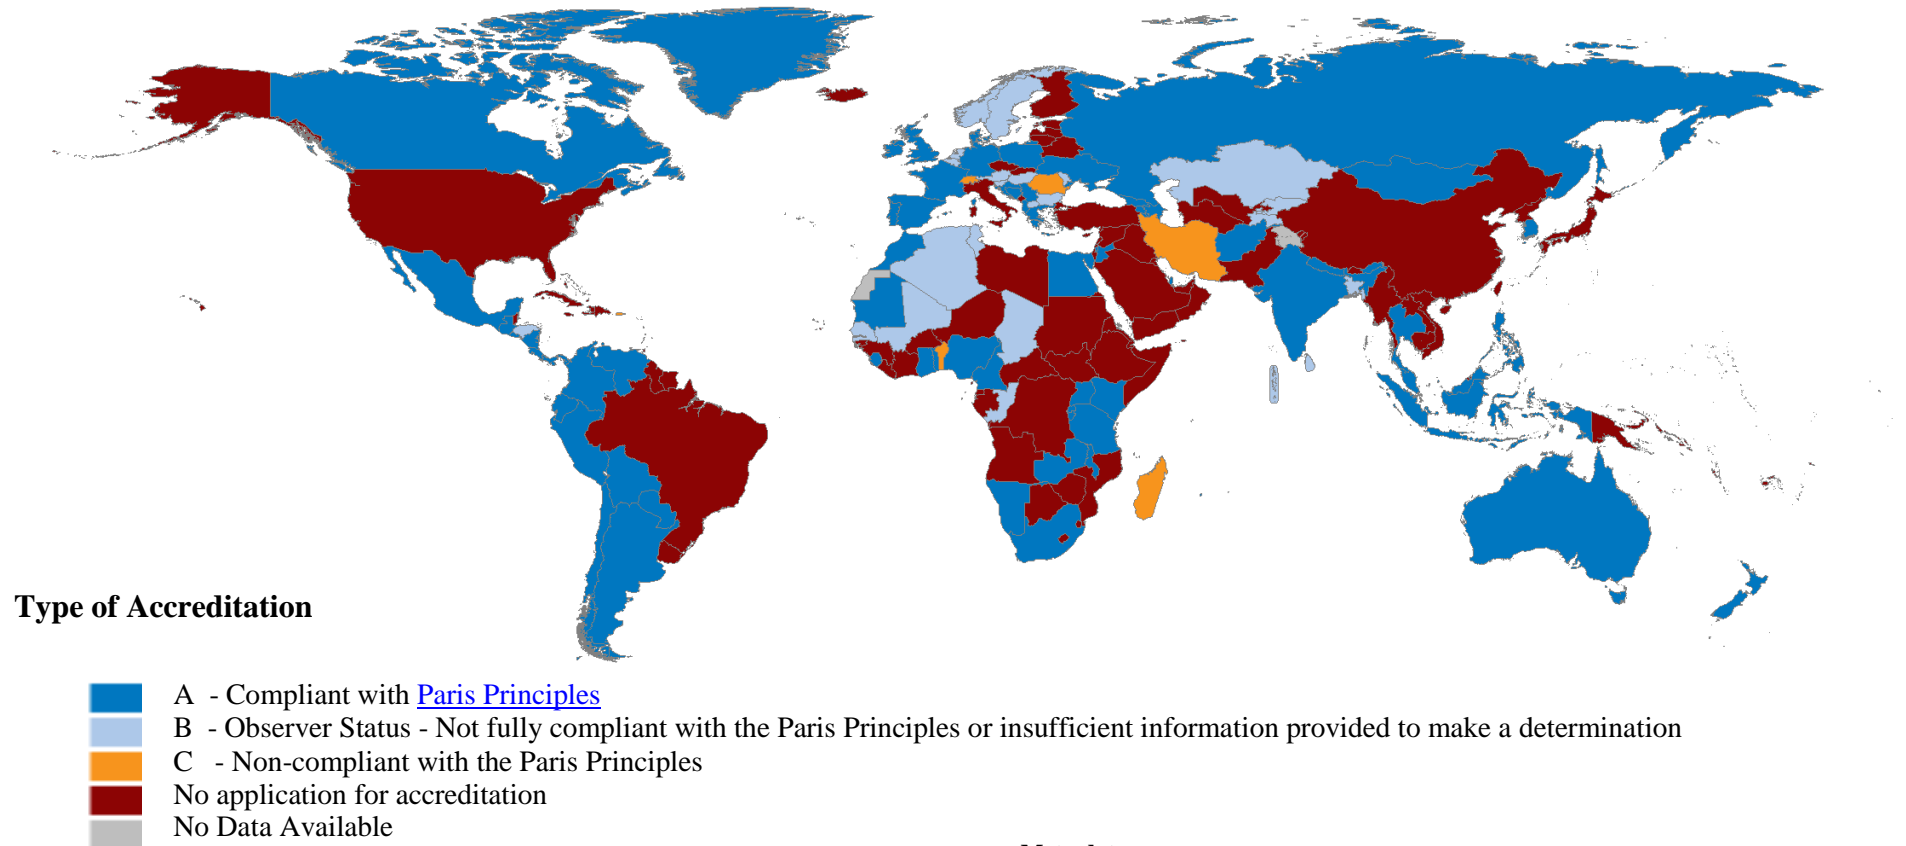 Type of Accreditation
A - Compliant with Paris Principles
B - Observer Status - Not fully compliant with the Paris Principles or insufficient information provided to make a determination
C - Non-compliant with the Paris Principles
No application for accreditation
No Data Available